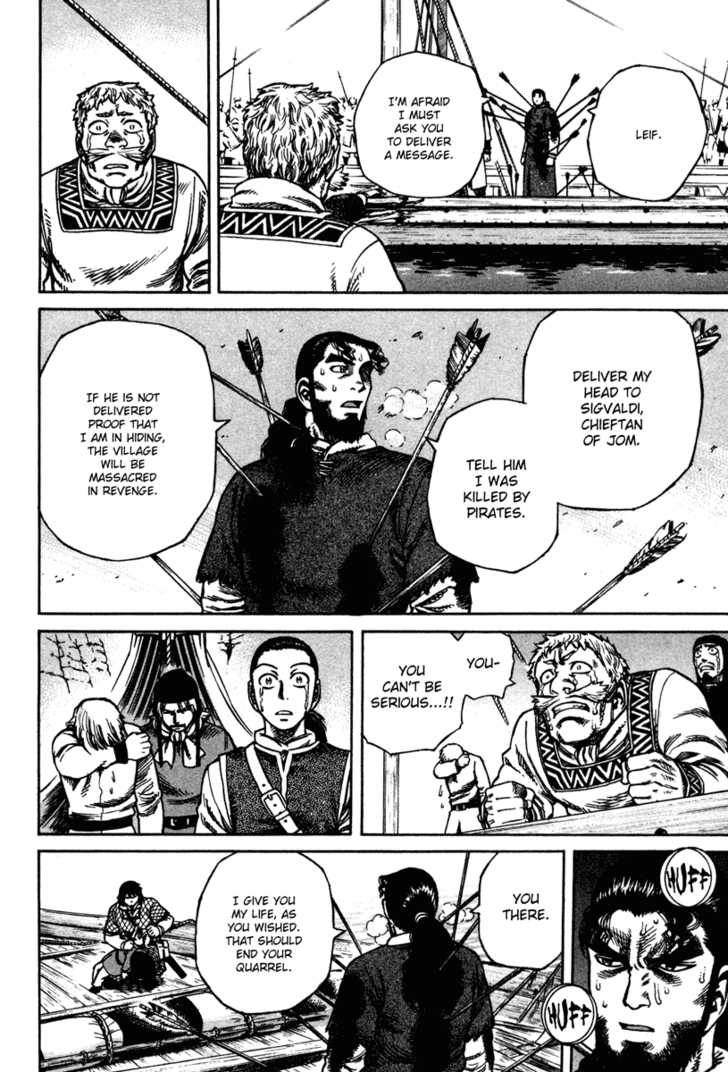 LEIF.
I'M AFRAID
I MUST
ASK YOU
TO DELIVER
A MESSAGE.
DELIVER MY
HEAD TO
SIGVALDI,
CHIEFTAN
OF JOM.
TELL HIM
I WAS
KILLED BY
PIRATES.
IF HE IS NOT
DELIVERED
PROOF THAT
I AM IN HIDING,
THE VILLAGE
WILL BE
MASSACRED
IN REVENGE.
YOU-
YOU
CAN'T BE
SERIOUS...!!
HUFF
HUFF
YOU
THERE.
I GIVE YOU
MY LIFE, AS
YOU WISHED.
THAT SHOULD
END YOUR
QUARREL.